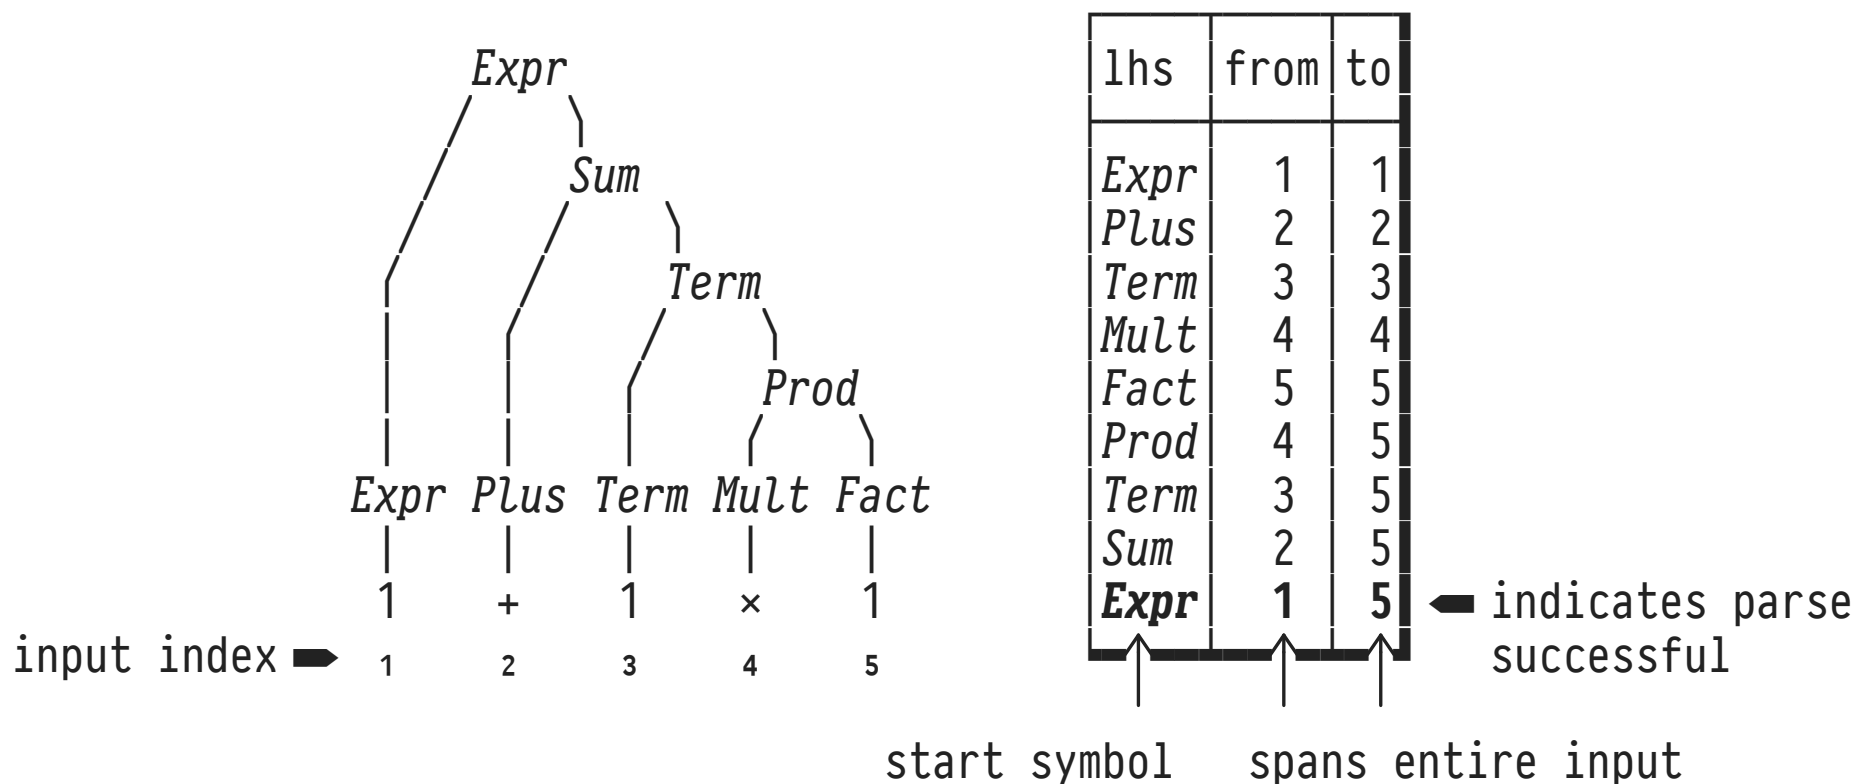 Expr
Sum
Term
Prod
Expr Plus Term Mult Fact
1 + 1 × 1
input index 1 2 3 4 5
lhs from to
Expr 1 1
Plus 2 2
Term 3 3
Mult 4 4
Fact 5 5
Prod 4 5
Term 3 5
Sum 2 5
Expr 1 5
indicates parse
successful
start symbol spans entire input